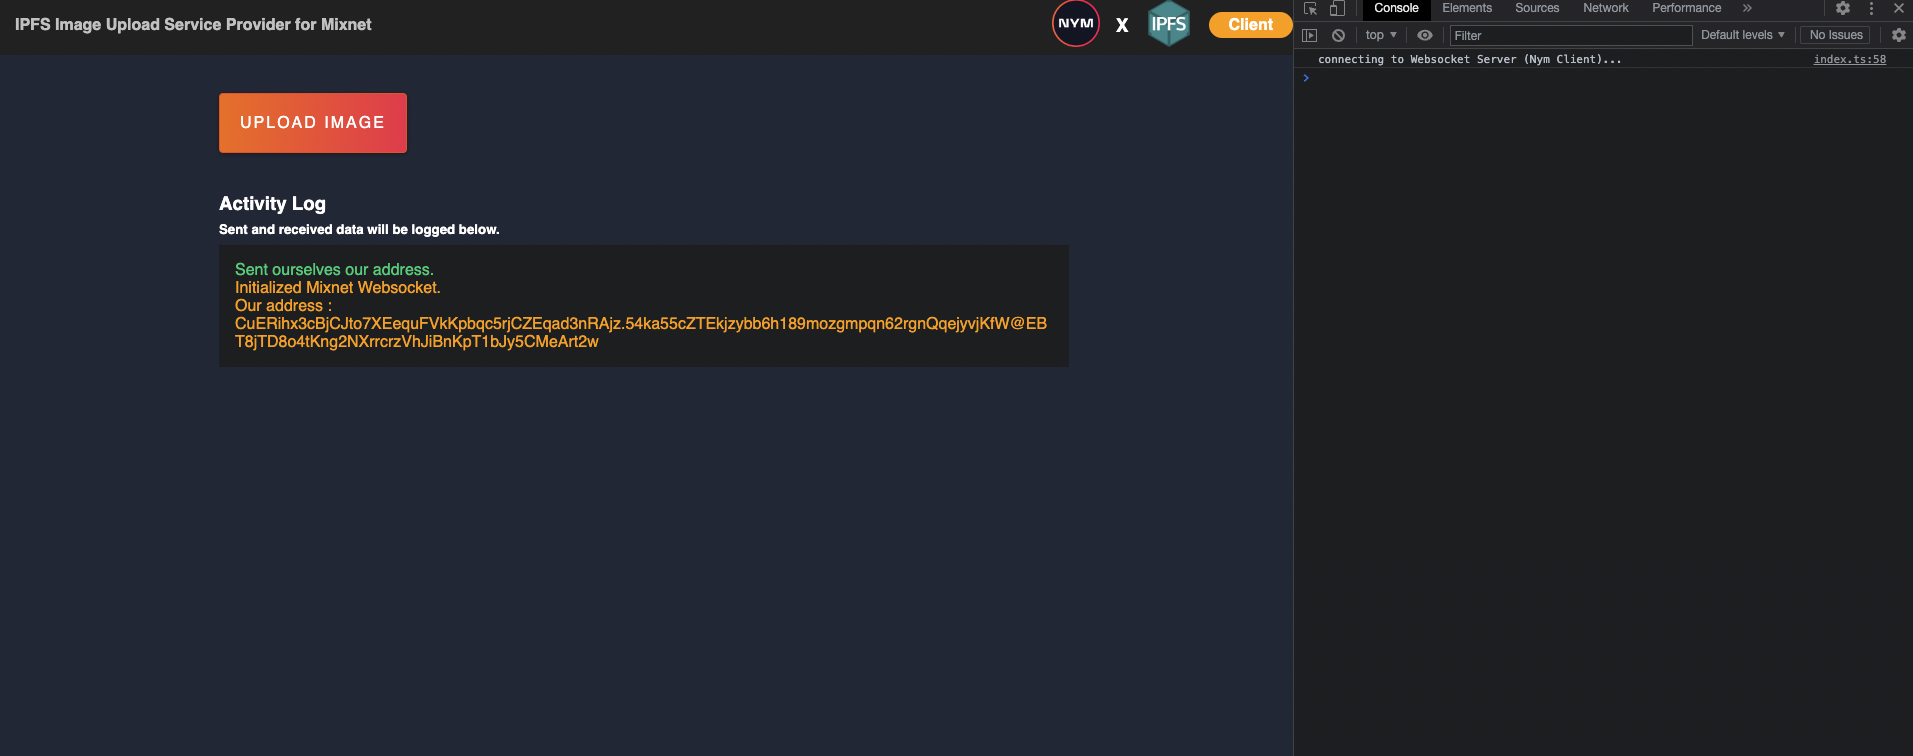 IPFS Image Upload Service Provider for Mixnet
NYM
X
IPFS
Client
UPLOAD IMAGE
Activity Log
Sent and received data will be logged below.
Sent ourselves our address.
Initialized Mixnet Websocket.
Our address :
CuERihx3cBjCJto7XEequFVkKpbqc5rjCZEqad3nRAjz.54ka55cZTEkjzybb6h189mozgmpqn62rgnQqejyvjKfW@EB
T8jTD8o4tKng2NXrrcrzVhJiBnKpT1bJy5CMeArt2w
Console Elements Sources Network Performance »
top Filter Default levels No Issues
connecting to Websocket Server (Nym Client)... index.ts:58